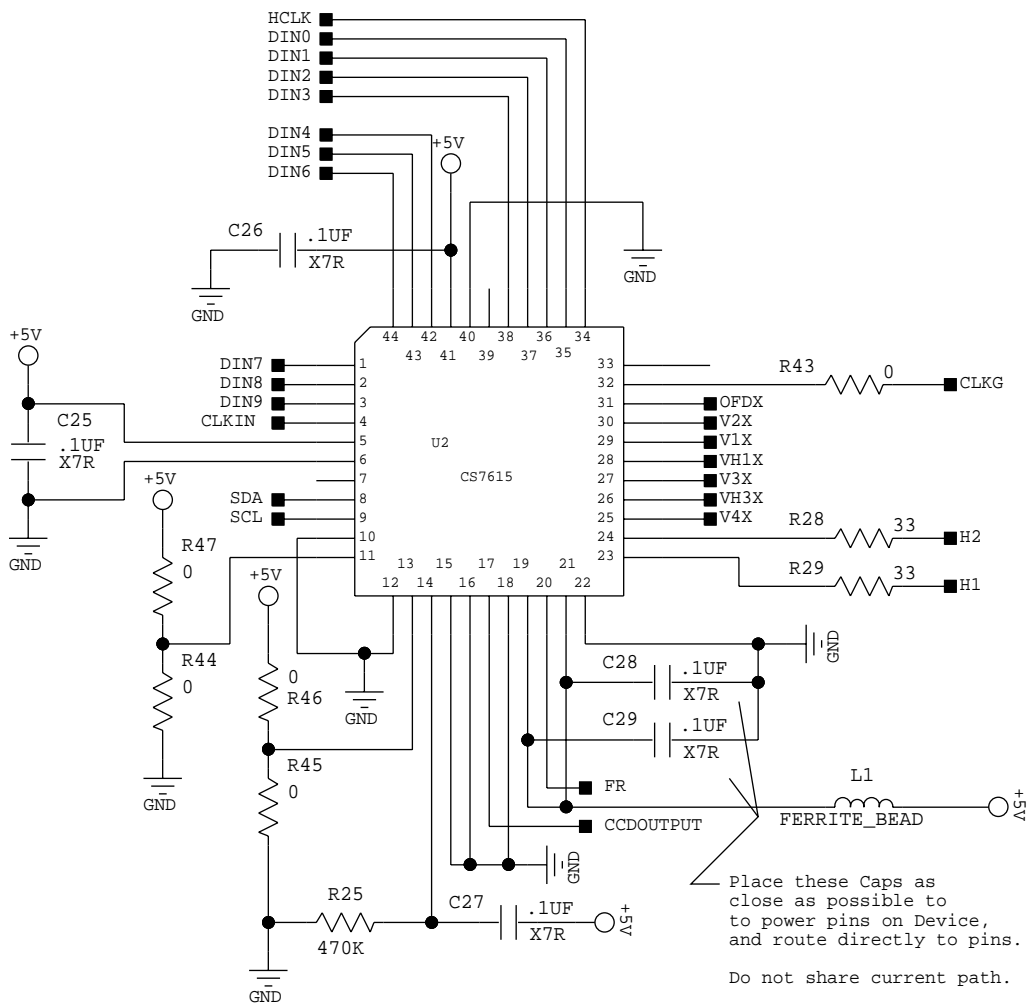 HCLK
DIN0
DIN1
DIN2
DIN3
DIN4
DIN5
DIN6
+5V
C26
.1UF
X7R
GND
GND
44 42 40 38 36 34
43 41 39 37 35
+5V
C25
.1UF
X7R
GND
DIN7
DIN8
DIN9
CLKIN
SDA
SCL
1
2
3
4
5
6
7
8
9
10
11
U2
CS7615
33
32
31
30
29
28
27
26
25
24
23
13 15 17 19 21
12 14 16 18 20 22
R43
0
CLKG
OFDX
V2X
V1X
VH1X
V3X
VH3X
V4X
R28
33
H2
R29
33
H1
+5V
R47
0
R44
0
GND
+5V
0
R46
R45
0
GND
GND
C28
.1UF
X7R
GND
C29
.1UF
X7R
FR
CCDOUTPUT
GND
L1
FERRITE_BEAD
+5V
R25
470K
C27
.1UF
X7R
+5V
GND
Place these Caps as
close as possible to
to power pins on Device,
and route directly to pins.
Do not share current path.